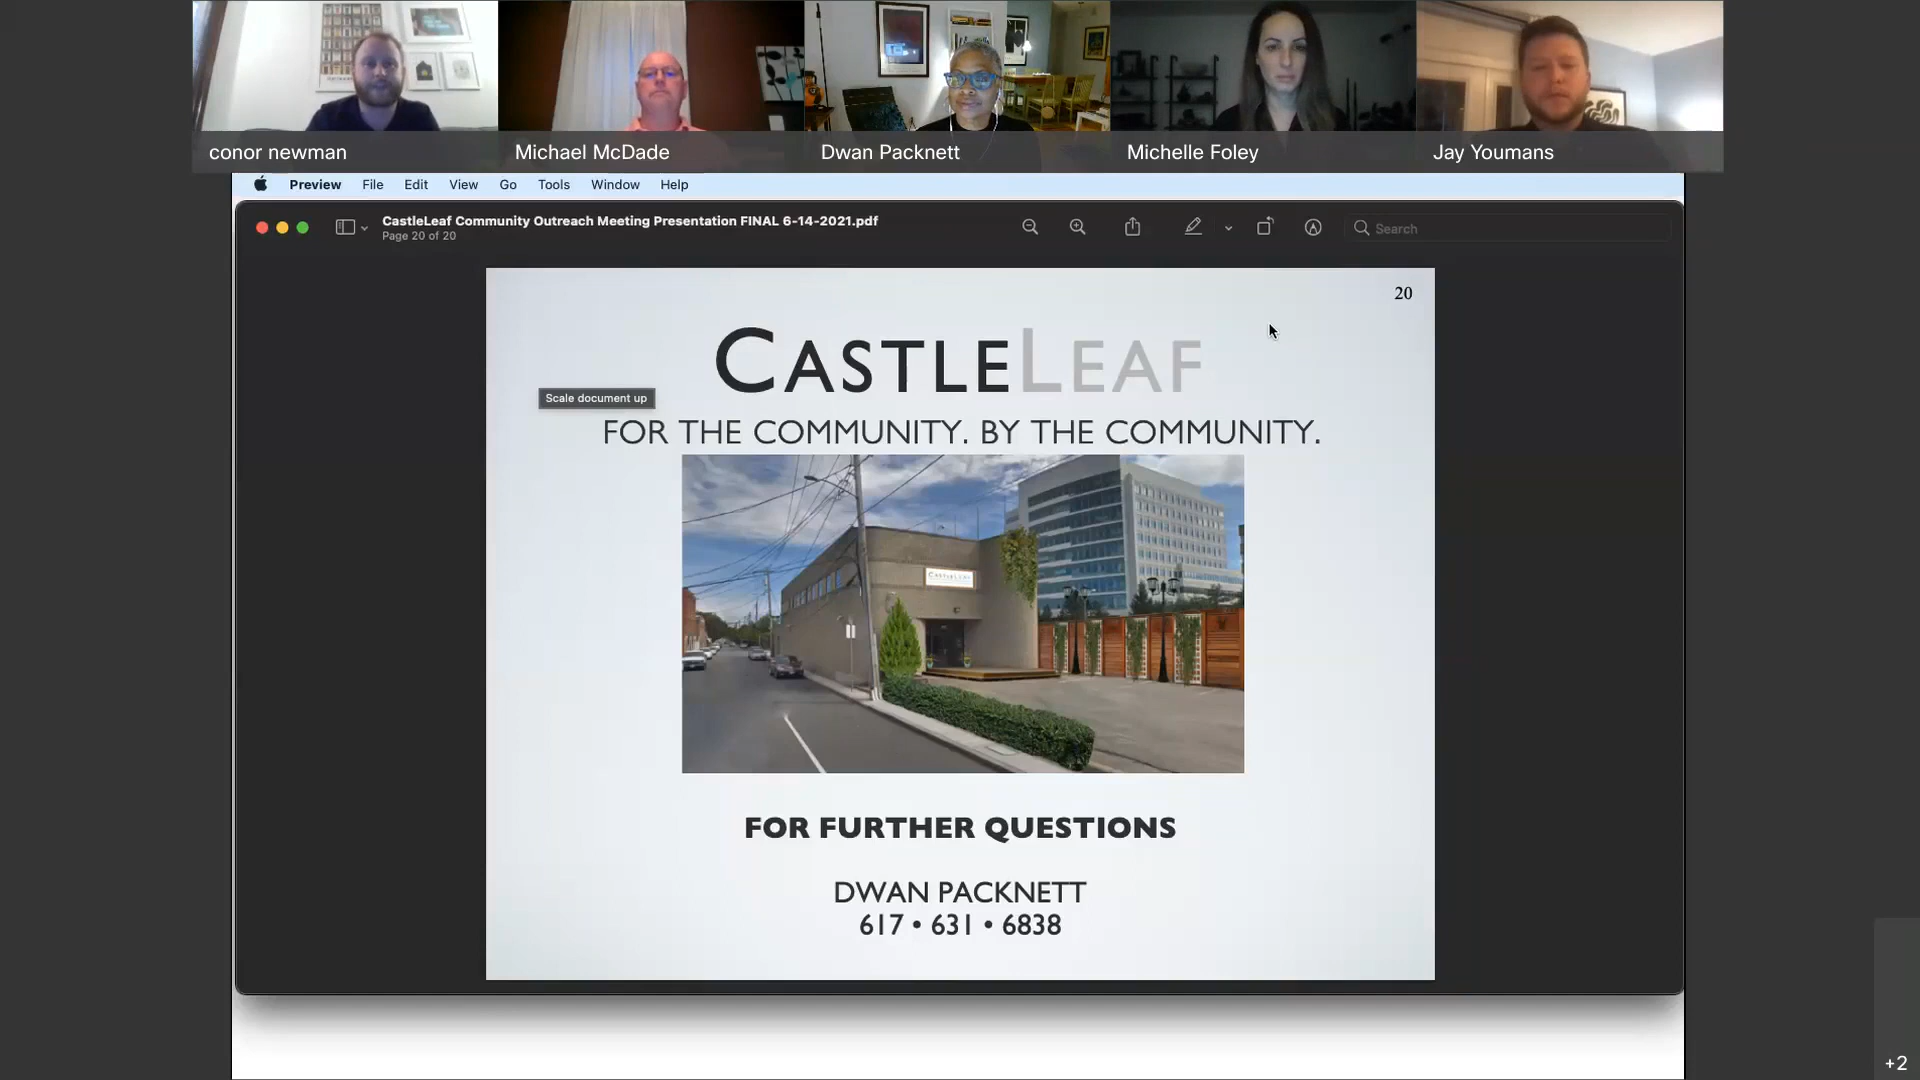 conor newman
Michael McDade
Dwan Packnett
Michelle Foley
Jay Youmans
Preview File Edit View Go Tools Window Help
CastleLeaf Community Outreach Meeting Presentation FINAL 6-14-2021.pdf
Page 20 of 20
Search
20
CASTLELEAF
Scale document up
FOR THE COMMUNITY. BY THE COMMUNITY.
CASTLELEAF
FOR FURTHER QUESTIONS
DWAN PACKNETT
617 • 631 • 6838
+2